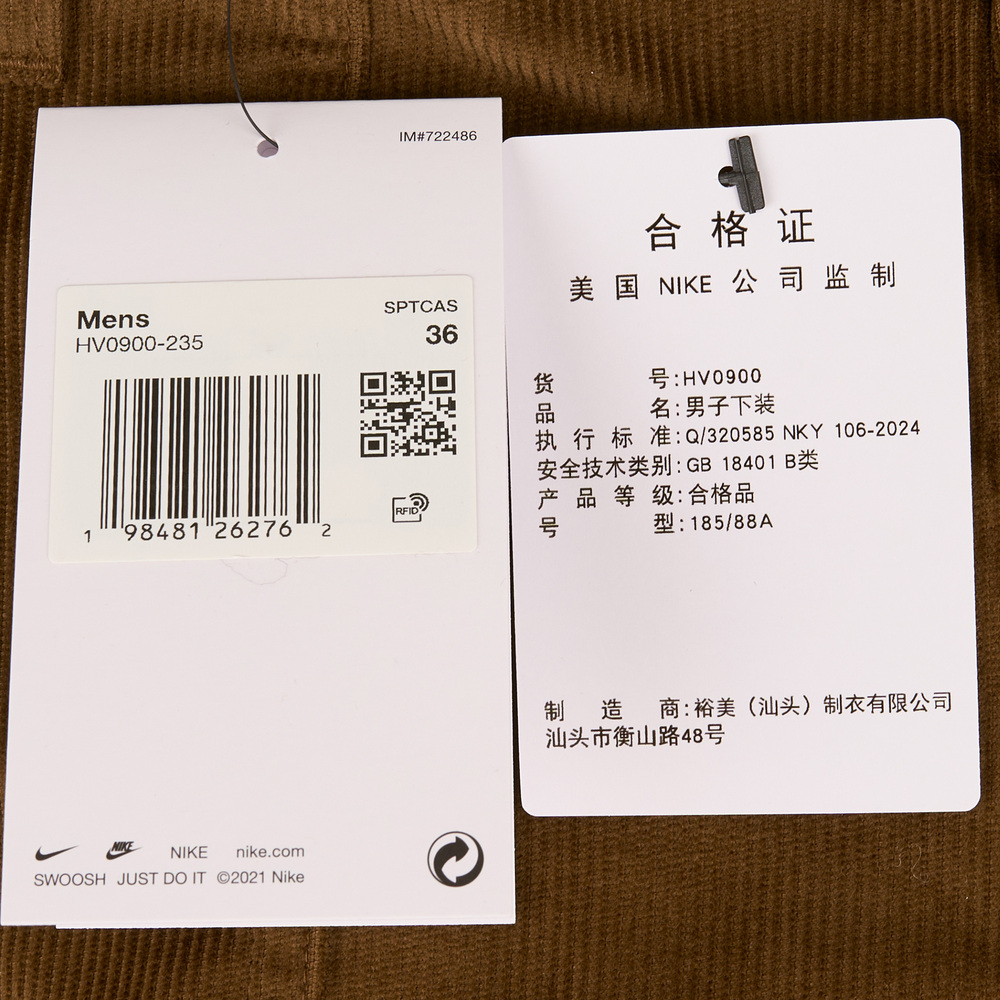 IM#722486
Mens
HV0900-235
SPTCAS
36
RFID
1 98481 26276 2
NIKE
NIKE nike.com
SWOOSH JUST DO IT ©2021 Nike
合格证
美国NIKE公司监制
货号:HV0900
品名:男子下装
执行标准:Q/320585 NKY 106-2024
安全技术类别:GB 18401 B类
产品等级:合格品
号型:185/88A
制造商:裕美（汕头）制衣有限公司
汕头市衡山路48号